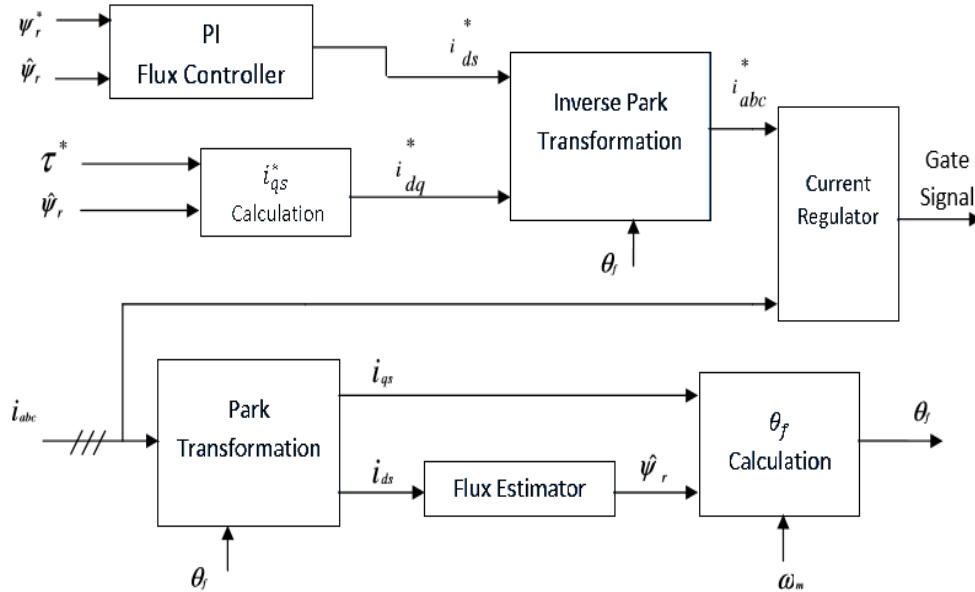 ψ*r
PI
Flux Controller
ψ̂r
i*ds
Inverse Park
Transformation
i*abc
τ*
i*qs
Calculation
ψ̂r
i*dq
Current
Regulator
Gate
Signal
θf
iabc
Park
Transformation
iqs
ids
Flux Estimator
ψ̂r
θf
Calculation
θf
θf
ωm